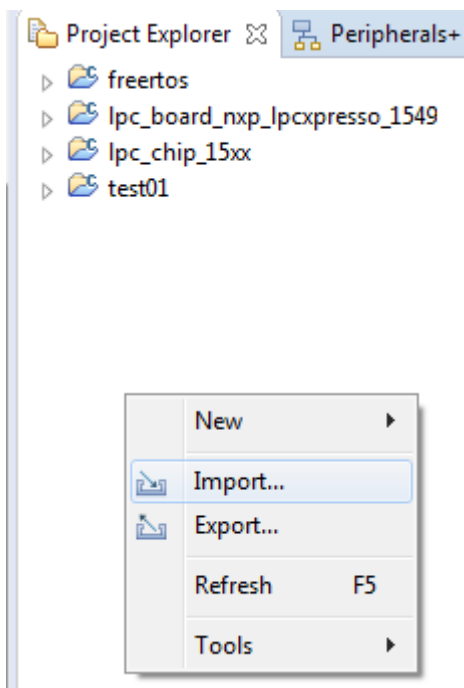 Project Explorer Peripherals+
freertos
lpc_board_nxp_lpcxpresso_1549
lpc_chip_15xx
test01
New
Import...
Export...
Refresh F5
Tools